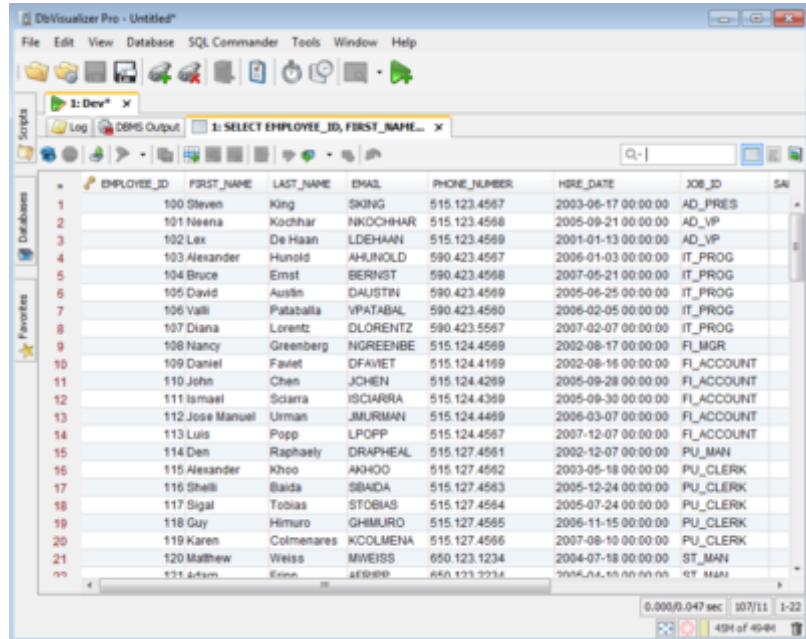 DbVisualizer Pro - Untitled*
File Edit View Database SQL Commander Tools Window Help
1: Dev* x
Log DBMS Output 1: SELECT EMPLOYEE_ID, FIRST_NAME... x
Scripts
Databases
Favorites
EMPLOYEE_ID FIRST_NAME LAST_NAME EMAIL PHONE_NUMBER HIRE_DATE JOB_ID SAL
1 100 Steven King SKING 515.123.4567 2003-06-17 00:00:00 AD_PRES
2 101 Neena Kochhar NKOCHHAR 515.123.4568 2005-09-21 00:00:00 AD_VP
3 102 Lex De Haan LDEHAAN 515.123.4569 2001-01-13 00:00:00 AD_VP
4 103 Alexander Hunold AHUNOLD 590.423.4567 2006-01-03 00:00:00 IT_PROG
5 104 Bruce Ernst BERNST 590.423.4568 2007-05-21 00:00:00 IT_PROG
6 105 David Austin DAUSTIN 590.423.4569 2005-06-25 00:00:00 IT_PROG
7 106 Valli Pataballa VPATABAL 590.423.4560 2006-02-05 00:00:00 IT_PROG
8 107 Diana Lorentz DLORENTZ 590.423.5567 2007-02-07 00:00:00 IT_PROG
9 108 Nancy Greenberg NGREENBE 515.124.4569 2002-08-17 00:00:00 FI_MGR
10 109 Daniel Faviet DFAVIET 515.124.4169 2002-08-16 00:00:00 FI_ACCOUNT
11 110 John Chen JCHEN 515.124.4269 2005-09-28 00:00:00 FI_ACCOUNT
12 111 Ismael Sciarra ISCIARRA 515.124.4369 2005-09-30 00:00:00 FI_ACCOUNT
13 112 Jose Manuel Urman JMURMAN 515.124.4469 2006-03-07 00:00:00 FI_ACCOUNT
14 113 Luis Popp LPOPP 515.124.4567 2007-12-07 00:00:00 FI_ACCOUNT
15 114 Den Raphaely DRAPHEAL 515.127.4561 2002-12-07 00:00:00 PU_MAN
16 115 Alexander Khoo AKHOO 515.127.4562 2003-05-18 00:00:00 PU_CLERK
17 116 Shelli Baida SBAIDA 515.127.4563 2005-12-24 00:00:00 PU_CLERK
18 117 Sigal Tobias STOBIAS 515.127.4564 2005-07-24 00:00:00 PU_CLERK
19 118 Guy Himuro GHIMURO 515.127.4565 2006-11-15 00:00:00 PU_CLERK
20 119 Karen Colmenares KCOLMENA 515.127.4566 2007-08-10 00:00:00 PU_CLERK
21 120 Matthew Weiss MWEISS 650.123.1234 2004-07-18 00:00:00 ST_MAN
22 121 Adam 650.123.2234 2005-04-10 00:00:00 ST_MAN
0.000/0.047 sec 107/11 1-22
45M of 494M